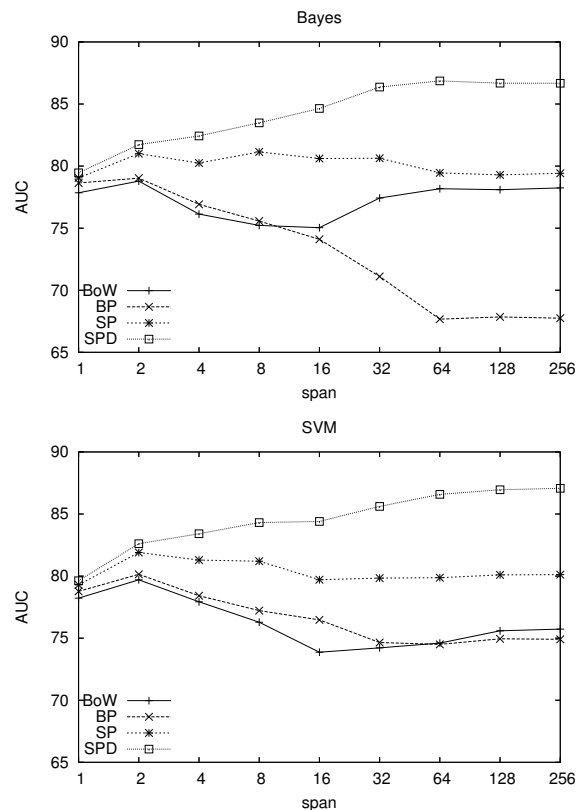 Bayes
90
85
80
75
70
65
AUC
BoW
BP
SP
SPD
1 2 4 8 16 32 64 128 256
span
SVM
90
85
80
75
70
65
AUC
BoW
BP
SP
SPD
1 2 4 8 16 32 64 128 256
span